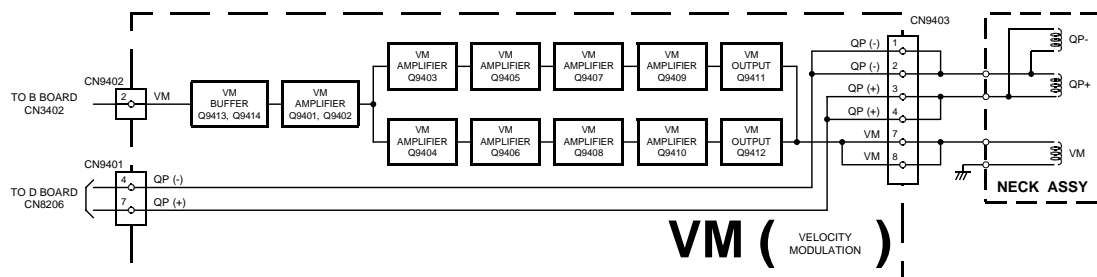 CN9403
QP (-)
1
QP-
VM
AMPLIFIER
Q9403
VM
AMPLIFIER
Q9405
VM
AMPLIFIER
Q9407
VM
AMPLIFIER
Q9409
VM
OUTPUT
Q9411
QP (-)
2
CN9402
QP (+)
3
QP+
TO B BOARD
CN3402
2
VM
VM
BUFFER
Q9413, Q9414
VM
AMPLIFIER
Q9401, Q9402
QP (+)
4
VM
AMPLIFIER
Q9404
VM
AMPLIFIER
Q9406
VM
AMPLIFIER
Q9408
VM
AMPLIFIER
Q9410
VM
OUTPUT
Q9412
VM
7
VM
8
VM
CN9401
TO D BOARD
CN8206
4
QP (-)
7
QP (+)
NECK ASSY
VM ( VELOCITY
MODULATION )